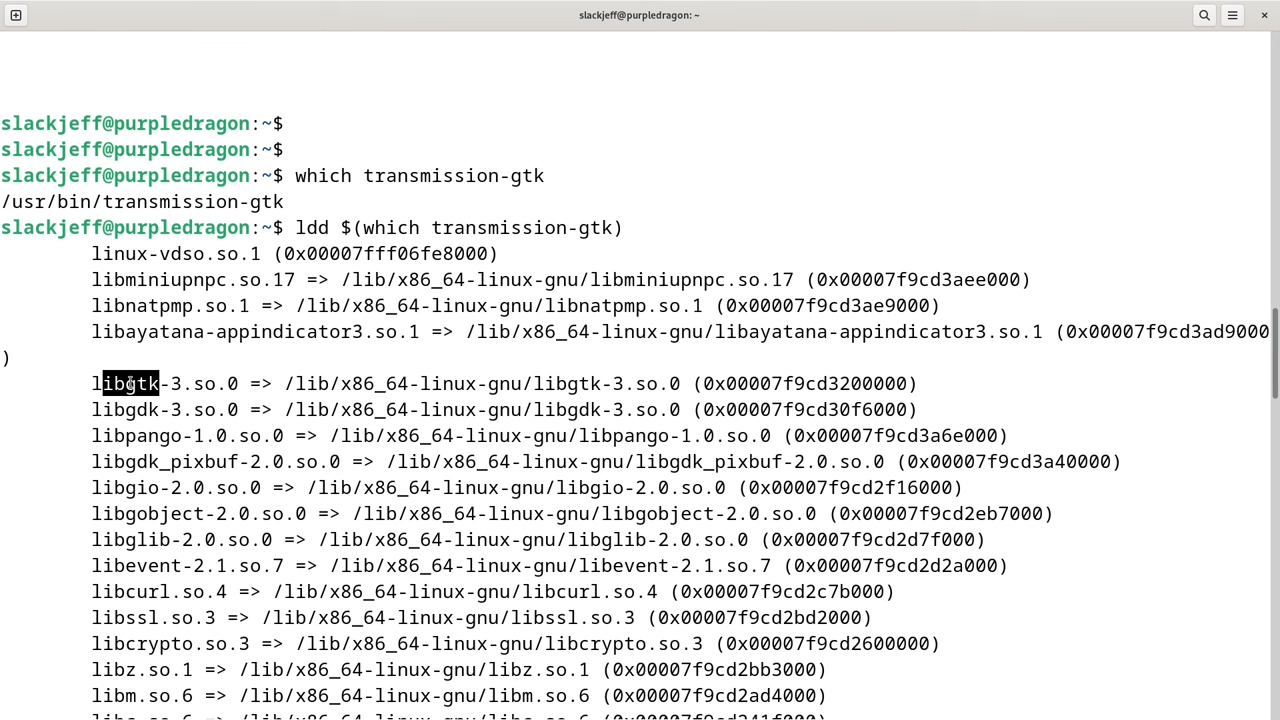 slackjeff@purpledragon: ~
slackjeff@purpledragon:~$
slackjeff@purpledragon:~$
slackjeff@purpledragon:~$ which transmission-gtk
/usr/bin/transmission-gtk
slackjeff@purpledragon:~$ ldd $(which transmission-gtk)
linux-vdso.so.1 (0x00007fff06fe8000)
libminiupnpc.so.17 => /lib/x86_64-linux-gnu/libminiupnpc.so.17 (0x00007f9cd3aee000)
libnatpmp.so.1 => /lib/x86_64-linux-gnu/libnatpmp.so.1 (0x00007f9cd3ae9000)
libayatana-appindicator3.so.1 => /lib/x86_64-linux-gnu/libayatana-appindicator3.so.1 (0x00007f9cd3ad9000
)
libgtk-3.so.0 => /lib/x86_64-linux-gnu/libgtk-3.so.0 (0x00007f9cd3200000)
libgdk-3.so.0 => /lib/x86_64-linux-gnu/libgdk-3.so.0 (0x00007f9cd30f6000)
libpango-1.0.so.0 => /lib/x86_64-linux-gnu/libpango-1.0.so.0 (0x00007f9cd3a6e000)
libgdk_pixbuf-2.0.so.0 => /lib/x86_64-linux-gnu/libgdk_pixbuf-2.0.so.0 (0x00007f9cd3a40000)
libgio-2.0.so.0 => /lib/x86_64-linux-gnu/libgio-2.0.so.0 (0x00007f9cd2f16000)
libgobject-2.0.so.0 => /lib/x86_64-linux-gnu/libgobject-2.0.so.0 (0x00007f9cd2eb7000)
libglib-2.0.so.0 => /lib/x86_64-linux-gnu/libglib-2.0.so.0 (0x00007f9cd2d7f000)
libevent-2.1.so.7 => /lib/x86_64-linux-gnu/libevent-2.1.so.7 (0x00007f9cd2d2a000)
libcurl.so.4 => /lib/x86_64-linux-gnu/libcurl.so.4 (0x00007f9cd2c7b000)
libssl.so.3 => /lib/x86_64-linux-gnu/libssl.so.3 (0x00007f9cd2bd2000)
libcrypto.so.3 => /lib/x86_64-linux-gnu/libcrypto.so.3 (0x00007f9cd2600000)
libz.so.1 => /lib/x86_64-linux-gnu/libz.so.1 (0x00007f9cd2bb3000)
libm.so.6 => /lib/x86_64-linux-gnu/libm.so.6 (0x00007f9cd2ad4000)